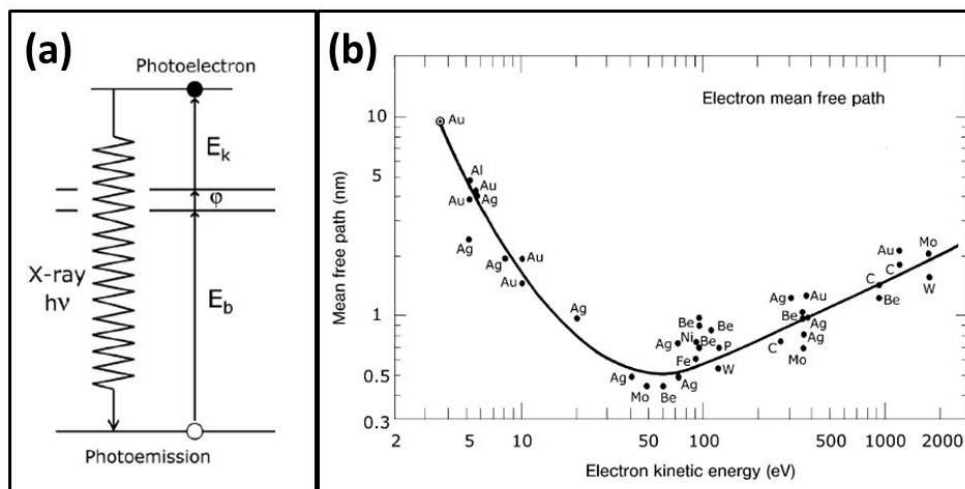 (a)
Photoelectron
E_k
φ
X-ray
hν
E_b
Photoemission
(b)
Electron mean free path
Mean free path (nm)
10
5
1
0.5
0.3
Au
Al
Au
Au
Ag
Ag
Ag
Au
Au
Ag
Be
Be
Ni
Be
Ag
P
Fe
W
Ag
Ag
Mo
Be
Ag
Au
Be
Ag
Ag
C
Mo
Au
Mo
C
C
W
Be
2
5
10
50
100
500
1000
2000
Electron kinetic energy (eV)